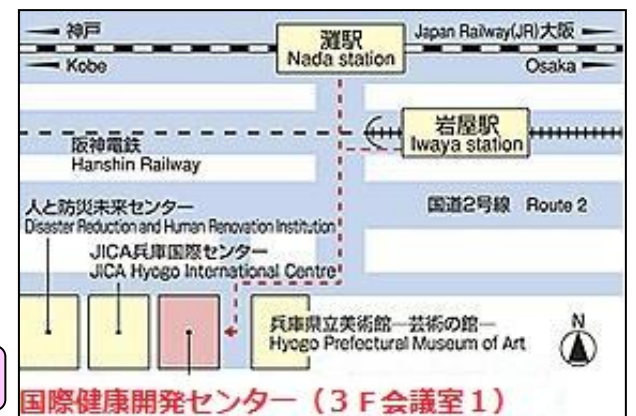 神戸
Kobe
灘駅
Nada station
Japan Railway(JR)大阪
Osaka
阪神電鉄
Hanshin Railway
岩屋駅
Iwaya station
人と防災未来センター
Disaster Reduction and Human Renovation Institution
国道2号線 Route 2
JICA兵庫国際センター
JICA Hyogo International Centre
兵庫県立美術館―芸術の館―
Hyogo Prefectural Museum of Art
N
国際健康開発センター（３Ｆ会議室１）